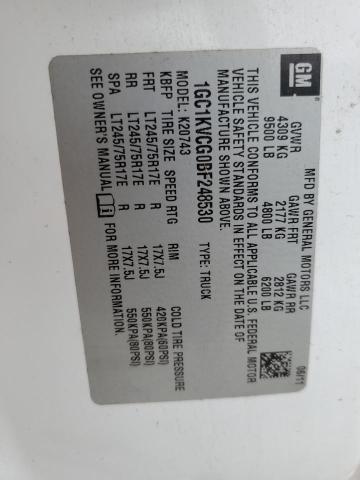 GM ®
MFD BY GENERAL MOTORS LLC 06/11
GVWR GAWR FRT GAWR RR
4309 KG 2177 KG 2812 KG
9500 LB 4800 LB 6200 LB
THIS VEHICLE CONFORMS TO ALL APPLICABLE U.S. FEDERAL MOTOR
VEHICLE SAFETY STANDARDS IN EFFECT ON THE DATE OF
MANUFACTURE SHOWN ABOVE.
1GC1KVCG0BF248530 TYPE: TRUCK
K20743
KBFP TIRE SIZE SPEED RTG RIM COLD TIRE PRESSURE
FRT LT245/75R17E R 17X7.5J 420KPA(60PSI)
RR LT245/75R17E R 17X7.5J 550KPA(80PSI)
SPA LT245/75R17E R 17X7.5J 550KPA(80PSI)
SEE OWNER'S MANUAL i FOR MORE INFORMATION.